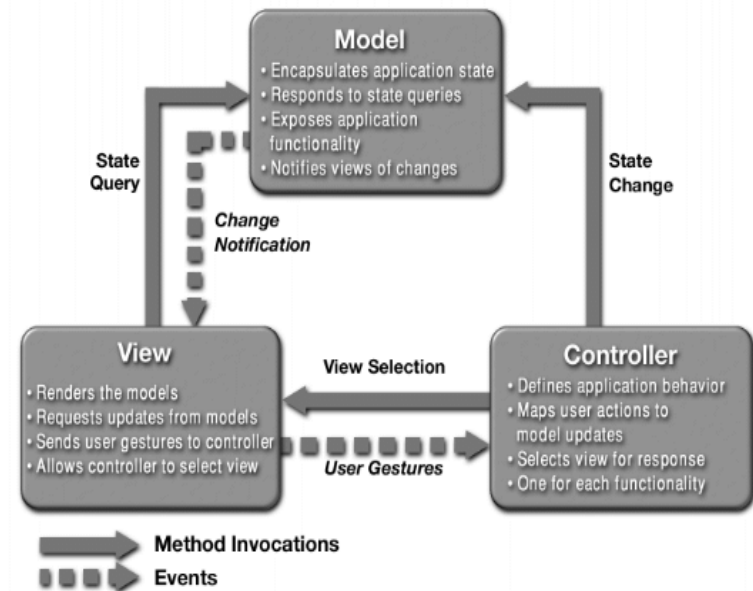 Model
• Encapsulates application state
• Responds to state queries
• Exposes application
functionality
• Notifies views of changes
State
Query
State
Change
Change
Notification
View
• Renders the models
• Requests updates from models
• Sends user gestures to controller
• Allows controller to select view
View Selection
User Gestures
Controller
• Defines application behavior
• Maps user actions to
model updates
• Selects view for response
• One for each functionality
Method Invocations
Events